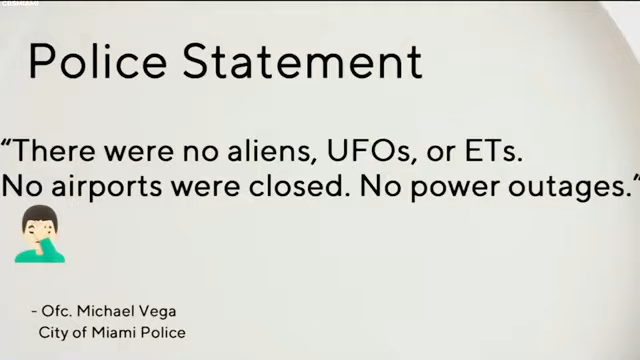 CBSMIAMI
Police Statement
“There were no aliens, UFOs, or ETs.
No airports were closed. No power outages.”
- Ofc. Michael Vega
City of Miami Police